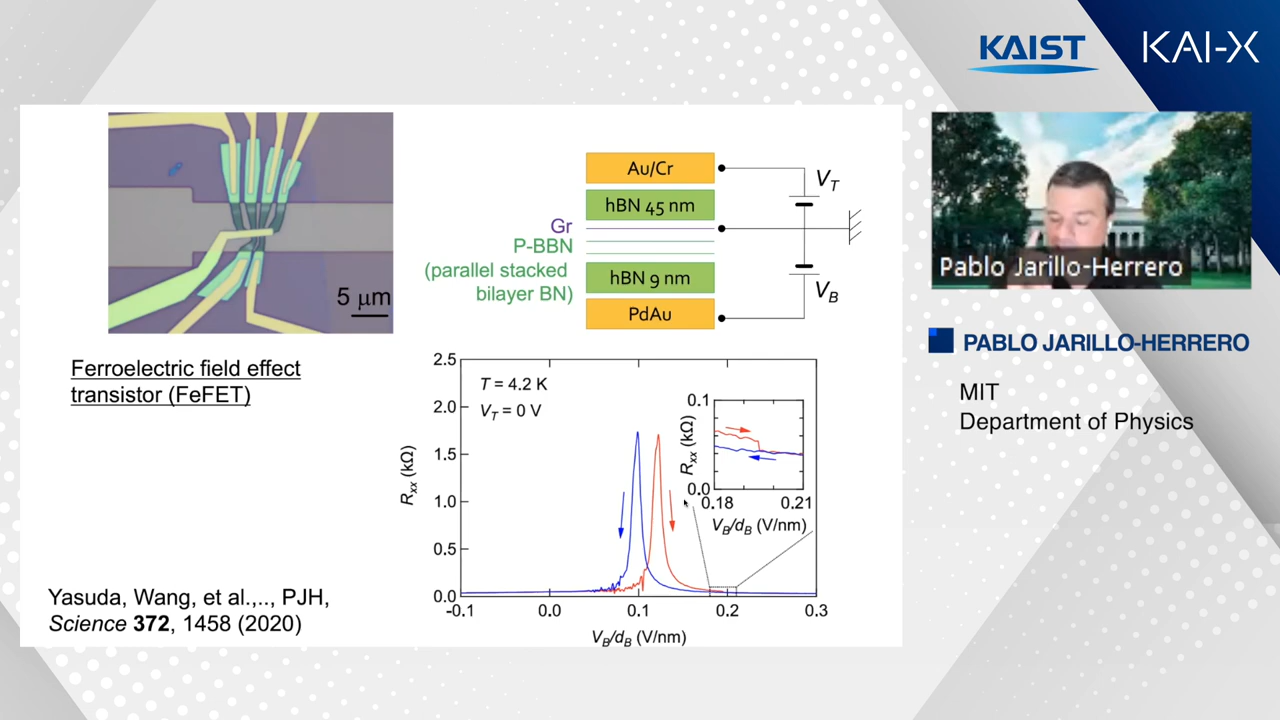 KAIST
KAI-X
5 μm
Au/Cr
hBN 45 nm
Gr
P-BBN
(parallel stacked
bilayer BN)
hBN 9 nm
PdAu
V_T
V_B
Pablo Jarillo-Herrero
PABLO JARILLO-HERRERO
MIT
Department of Physics
Ferroelectric field effect
transistor (FeFET)
Yasuda, Wang, et al.,.., PJH,
Science 372, 1458 (2020)
2.5
2.0
1.5
1.0
0.5
0.0
R_xx (kΩ)
T = 4.2 K
V_T = 0 V
-0.1 0.0 0.1 0.2 0.3
V_B/d_B (V/nm)
0.1
0.0
R_xx (kΩ)
0.18 0.21
V_B/d_B (V/nm)